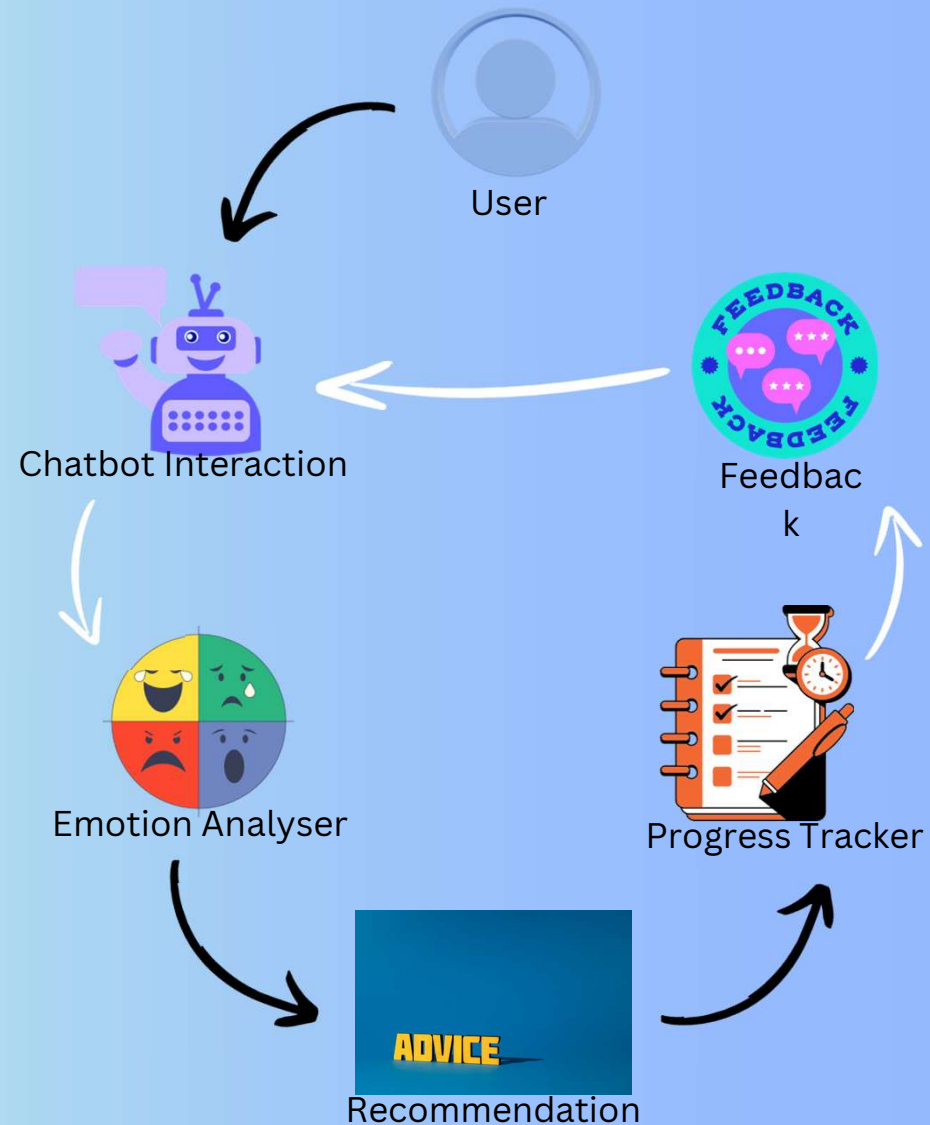 User
FEEDBACK
FEEDBACK
Chatbot Interaction
Feedbac
k
Emotion Analyser
Progress Tracker
ADVICE
Recommendation